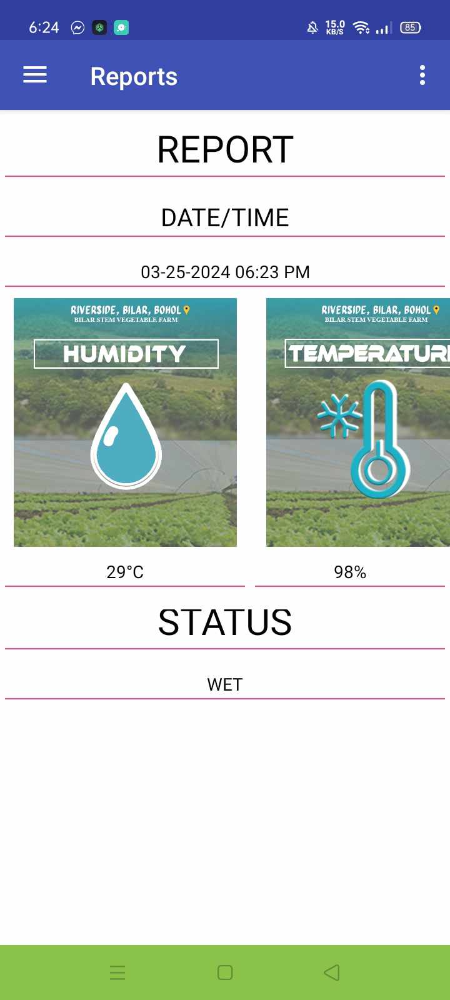 6:24 15.0 KB/S 85
Reports
REPORT
DATE/TIME
03-25-2024 06:23 PM
RIVERSIDE, BILAR, BOHOL
BILAR STEM VEGETABLE FARM
HUMIDITY
RIVERSIDE, BILAR, BOHOL
BILAR STEM VEGETABLE FARM
TEMPERATUR
29°C
98%
STATUS
WET